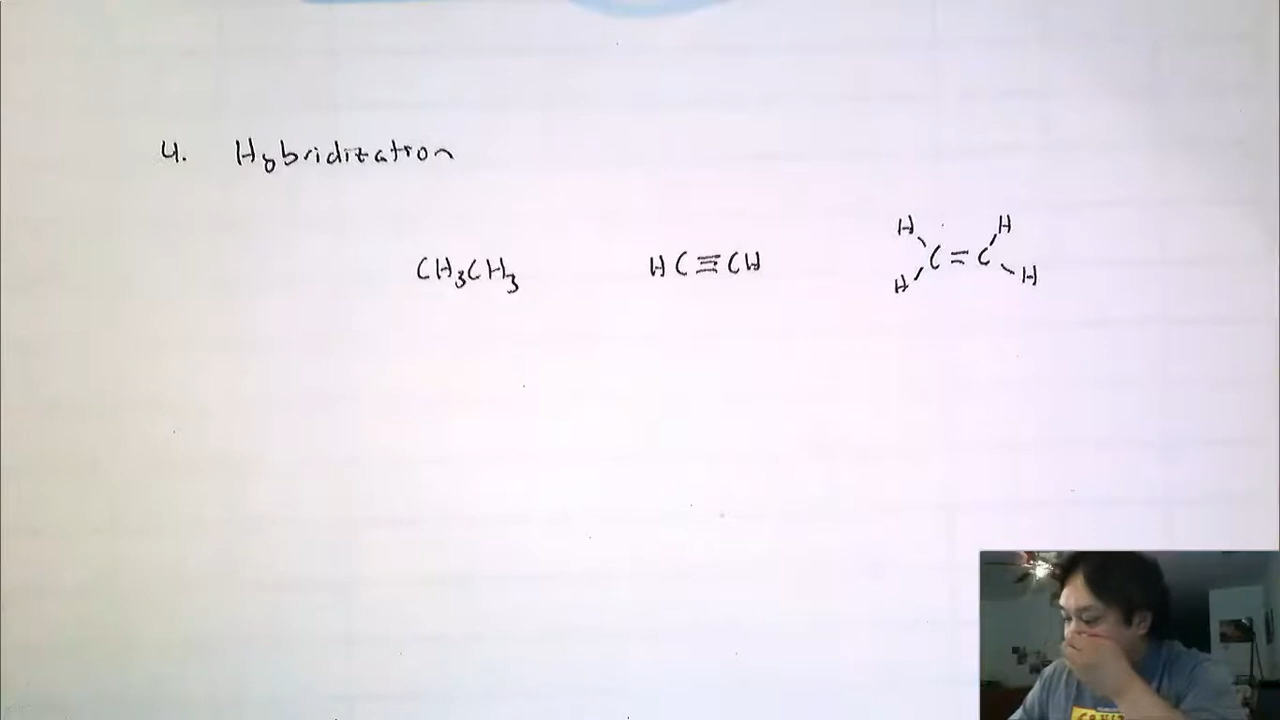 4. Hybridization
CH₃CH₃ HC≡CH
H H
C=C
H H